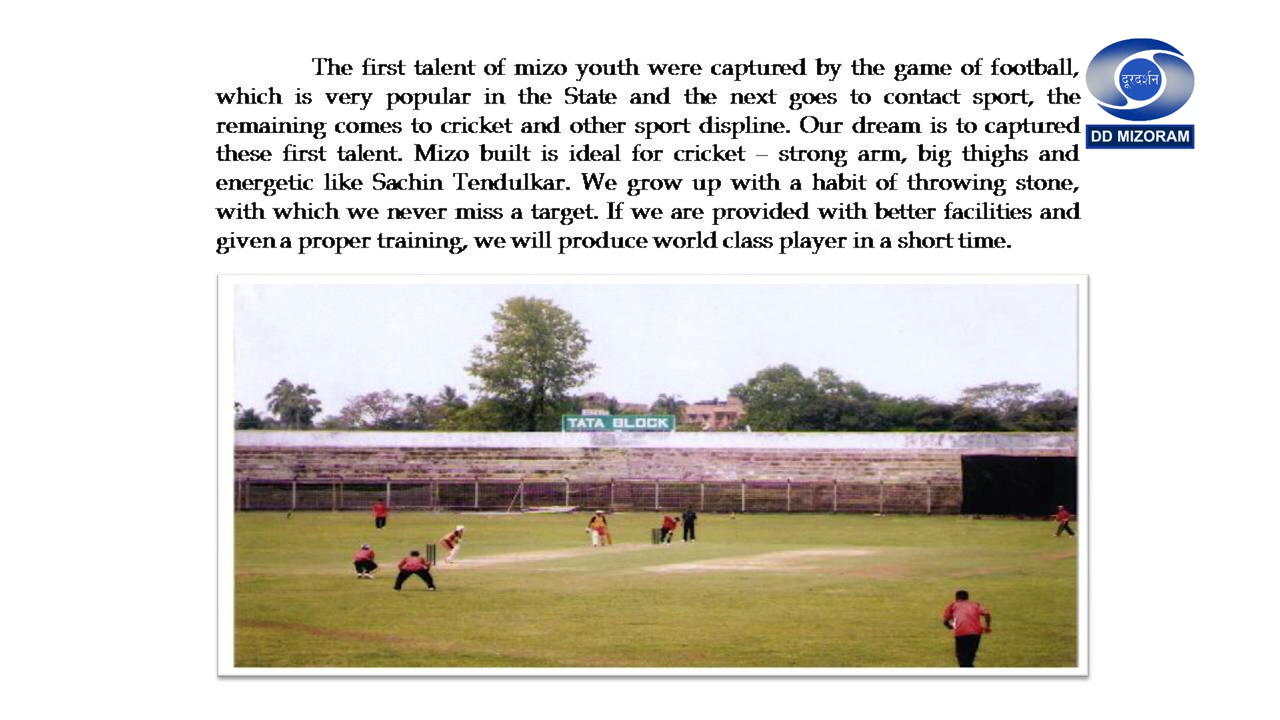 The first talent of mizo youth were captured by the game of football,
which is very popular in the State and the next goes to contact sport, the
remaining comes to cricket and other sport displine. Our dream is to captured
these first talent. Mizo built is ideal for cricket – strong arm, big thighs and
energetic like Sachin Tendulkar. We grow up with a habit of throwing stone,
with which we never miss a target. If we are provided with better facilities and
given a proper training, we will produce world class player in a short time.
दूरदर्शन
DD MIZORAM
TATA BLOCK